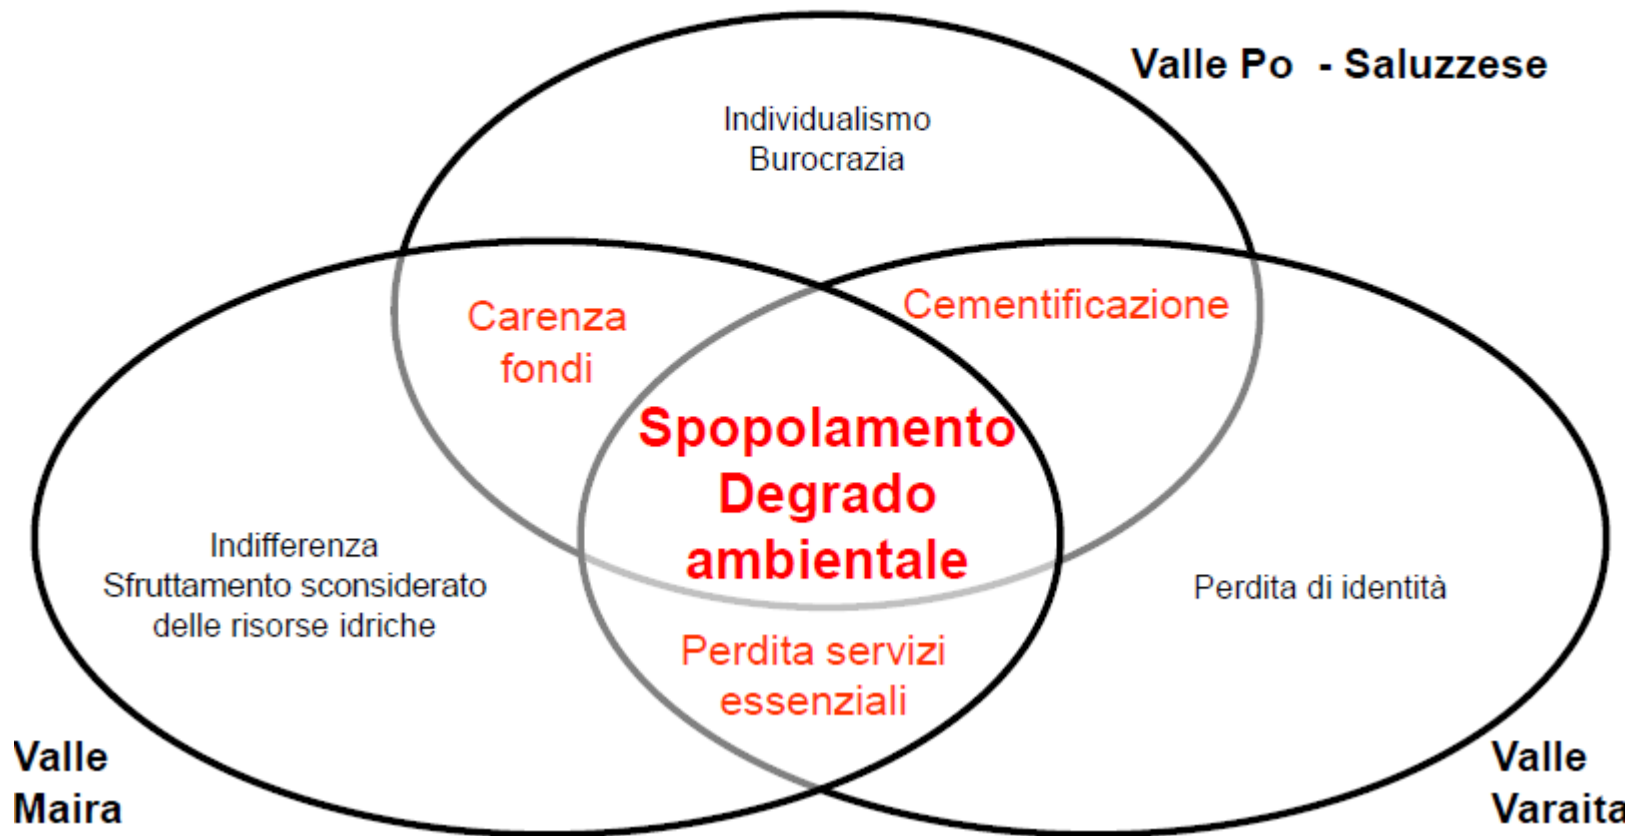 Valle Po - Saluzzese
Individualismo
Burocrazia
Carenza
fondi
Cementificazione
Spopolamento
Degrado
ambientale
Indifferenza
Sfruttamento sconsiderato
delle risorse idriche
Perdita di identità
Perdita servizi
essenziali
Valle
Maira
Valle
Varaita